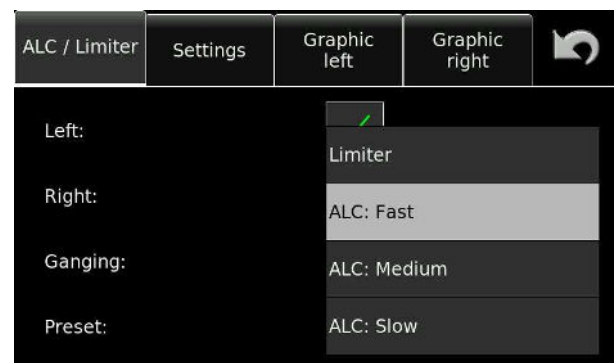 ALC / Limiter
Settings
Graphic
left
Graphic
right
Left:
Right:
Ganging:
Preset:
Limiter
ALC: Fast
ALC: Medium
ALC: Slow